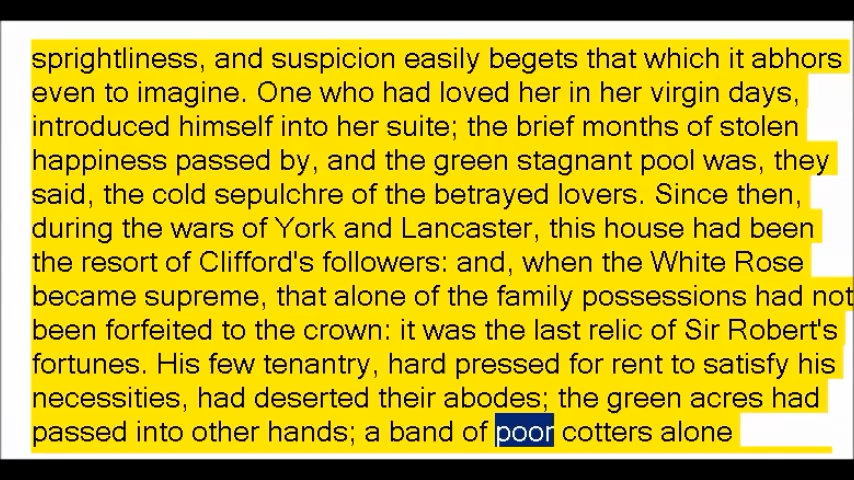 sprightliness, and suspicion easily begets that which it abhors
even to imagine. One who had loved her in her virgin days,
introduced himself into her suite; the brief months of stolen
happiness passed by, and the green stagnant pool was, they
said, the cold sepulchre of the betrayed lovers. Since then,
during the wars of York and Lancaster, this house had been
the resort of Clifford's followers: and, when the White Rose
became supreme, that alone of the family possessions had not
been forfeited to the crown: it was the last relic of Sir Robert's
fortunes. His few tenantry, hard pressed for rent to satisfy his
necessities, had deserted their abodes; the green acres had
passed into other hands; a band of poor cotters alone